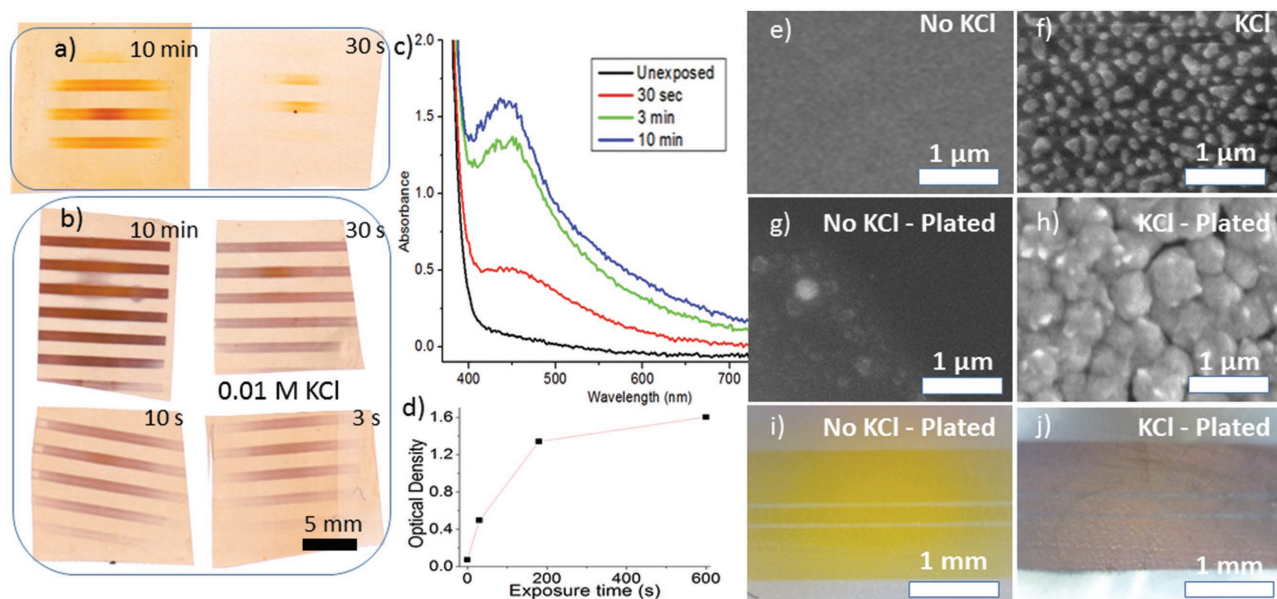 a) 10 min
30 s
b) 10 min
30 s
0.01 M KCl
10 s
3 s
5 mm
c)
2.0
1.5
1.0
0.5
0.0
Absorbance
Unexposed
30 sec
3 min
10 min
400 500 600 700
Wavelength (nm)
d)
1.6
1.2
0.8
0.4
0.0
Optical Density
0 200 400 600
Exposure time (s)
e) No KCl
1 μm
f) KCl
1 μm
g) No KCl - Plated
1 μm
h) KCl - Plated
1 μm
i) No KCl - Plated
1 mm
j) KCl - Plated
1 mm